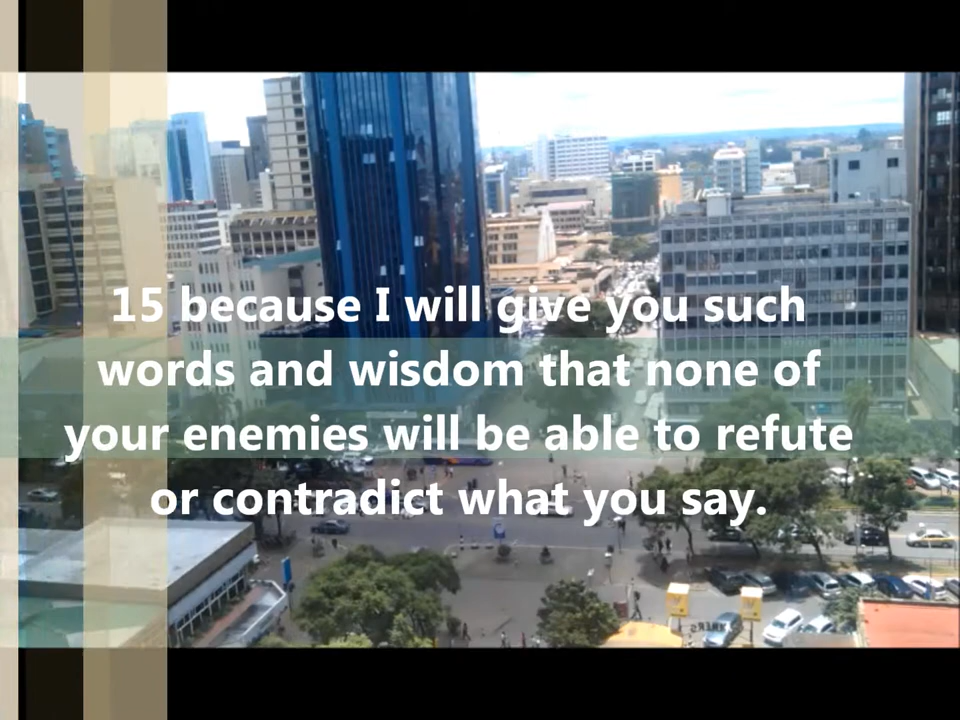 15 because I will give you such
words and wisdom that none of
your enemies will be able to refute
or contradict what you say.